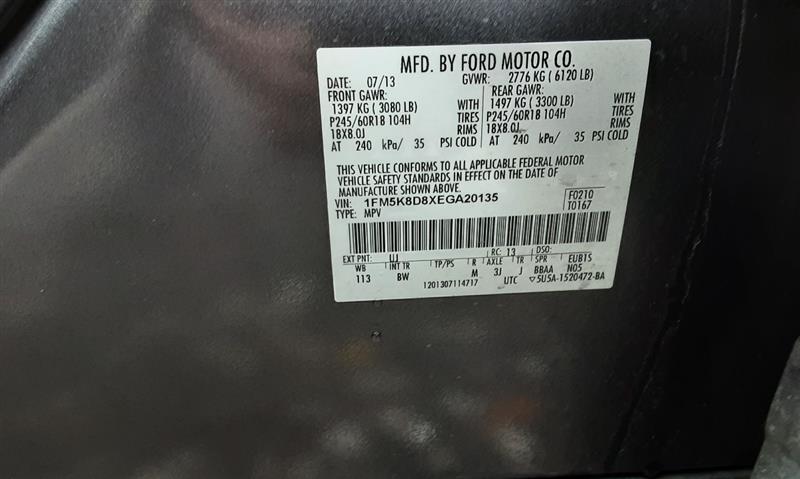 MFD. BY FORD MOTOR CO.
DATE: 07/13 GVWR: 2776 KG ( 6120 LB)
FRONT GAWR: REAR GAWR:
1397 KG ( 3080 LB) WITH 1497 KG ( 3300 LB) WITH
P245/60R18 104H TIRES P245/60R18 104H TIRES
18X8.0J RIMS 18X8.0J RIMS
AT 240 kPa/ 35 PSI COLD AT 240 kPa/ 35 PSI COLD
THIS VEHICLE CONFORMS TO ALL APPLICABLE FEDERAL MOTOR
VEHICLE SAFETY STANDARDS IN EFFECT ON THE DATE OF
MANUFACTURE SHOWN ABOVE.
VIN: 1FM5K8D8XEGA20135 F0210
TYPE: MPV T0167
EXT PNT: UJ RC: 13 DSO:
WB INT TR TP/PS R AXLE TR SPR EUBTS
113 BW M 3J J BBAA N05
1201307114717 UTC ▽5U5A-1520472-BA